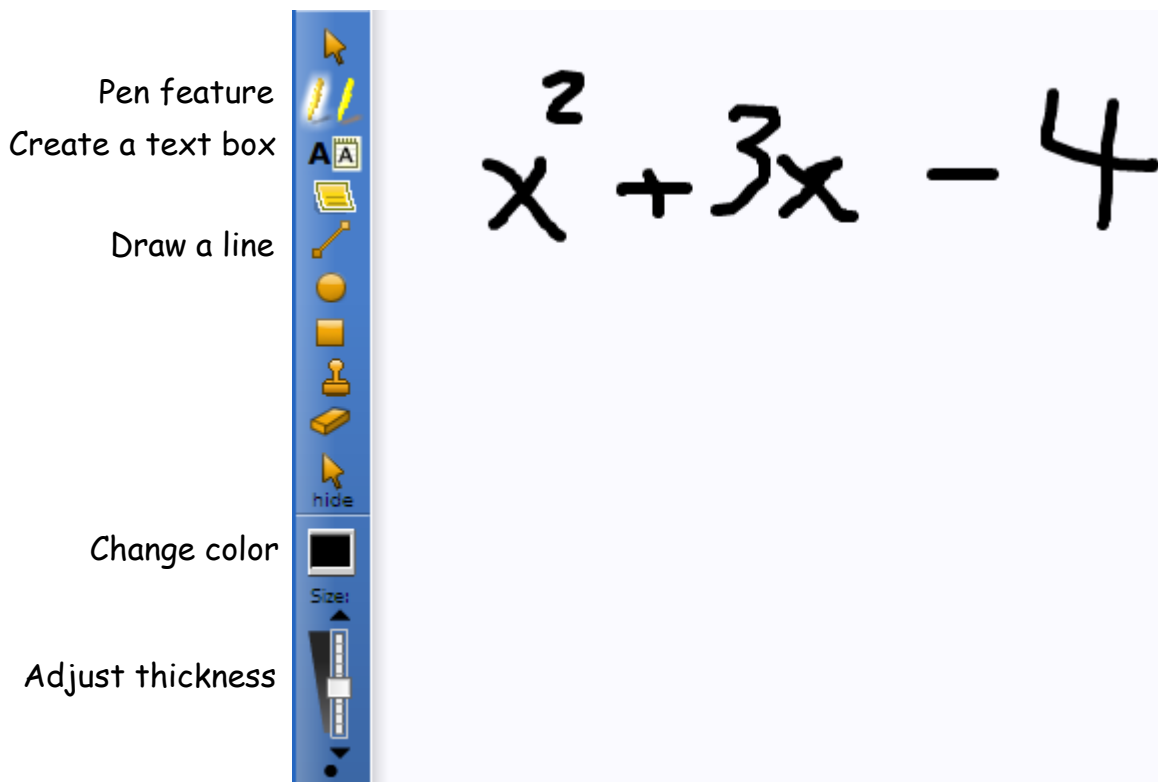 x² + 3x - 4
Pen feature
Create a text box
A A
Draw a line
hide
Change color
Size:
Adjust thickness